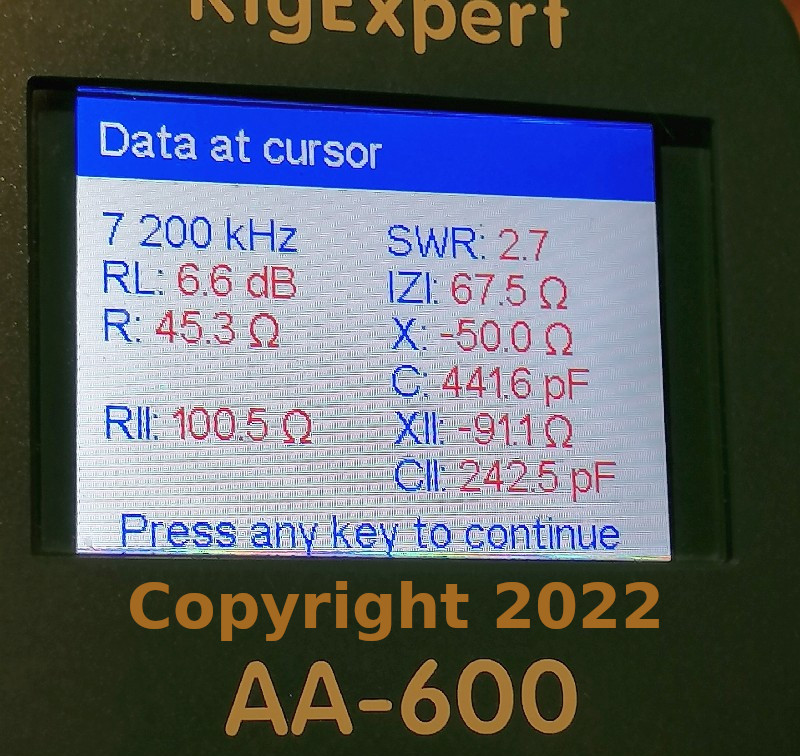 RigExpert
Data at cursor
7 200 kHz SWR: 2.7
RL: 6.6 dB |Z|: 67.5 Ω
R: 45.3 Ω X: -50.0 Ω
C: 441.6 pF
RII: 100.5 Ω XII: -91.1 Ω
CII: 242.5 pF
Press any key to continue
Copyright 2022
AA-600